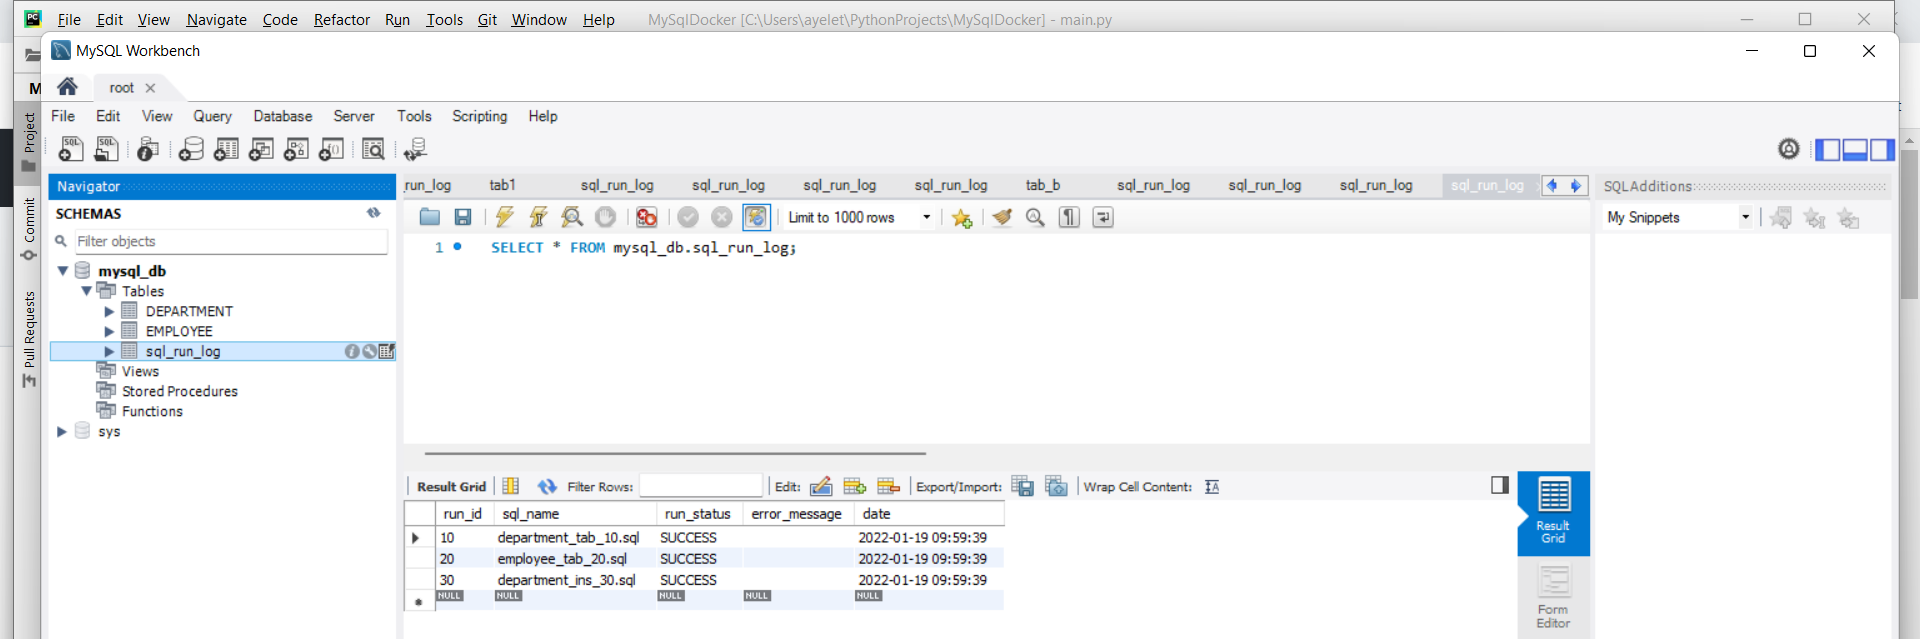 PC File Edit View Navigate Code Refactor Run Tools Git Window Help MySqlDocker [C:\Users\ayelet\PythonProjects\MySqlDocker] - main.py
MySQL Workbench
M
root
File Edit View Query Database Server Tools Scripting Help
Project
Commit
Pull Requests
Navigator
SCHEMAS
Filter objects
mysql_db
Tables
DEPARTMENT
EMPLOYEE
sql_run_log
Views
Stored Procedures
Functions
sys
run_log tab1 sql_run_log sql_run_log sql_run_log sql_run_log tab_b sql_run_log sql_run_log sql_run_log sql_run_log
Limit to 1000 rows
1 SELECT * FROM mysql_db.sql_run_log;
SQLAdditions
My Snippets
Result Grid Filter Rows: Edit: Export/Import: Wrap Cell Content:
run_id sql_name run_status error_message date
10 department_tab_10.sql SUCCESS 2022-01-19 09:59:39
20 employee_tab_20.sql SUCCESS 2022-01-19 09:59:39
30 department_ins_30.sql SUCCESS 2022-01-19 09:59:39
NULL NULL NULL NULL NULL
Result
Grid
Form
Editor